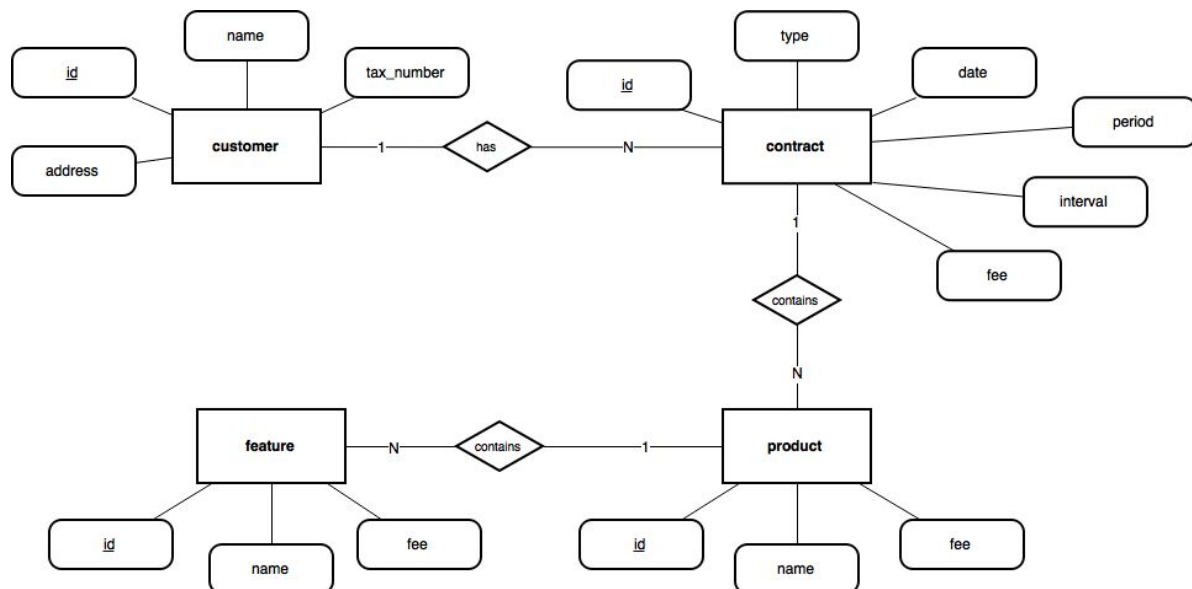 name
type
id
tax_number
id
date
period
customer
1
has
N
contract
address
interval
1
fee
contains
N
feature
N
contains
1
product
id
name
fee
id
name
fee